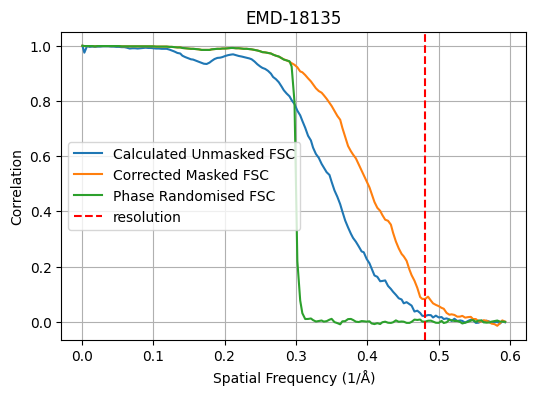 EMD-18135
Correlation
1.0
0.8
0.6
0.4
0.2
0.0
Calculated Unmasked FSC
Corrected Masked FSC
Phase Randomised FSC
resolution
0.0 0.1 0.2 0.3 0.4 0.5 0.6
Spatial Frequency (1/Å)